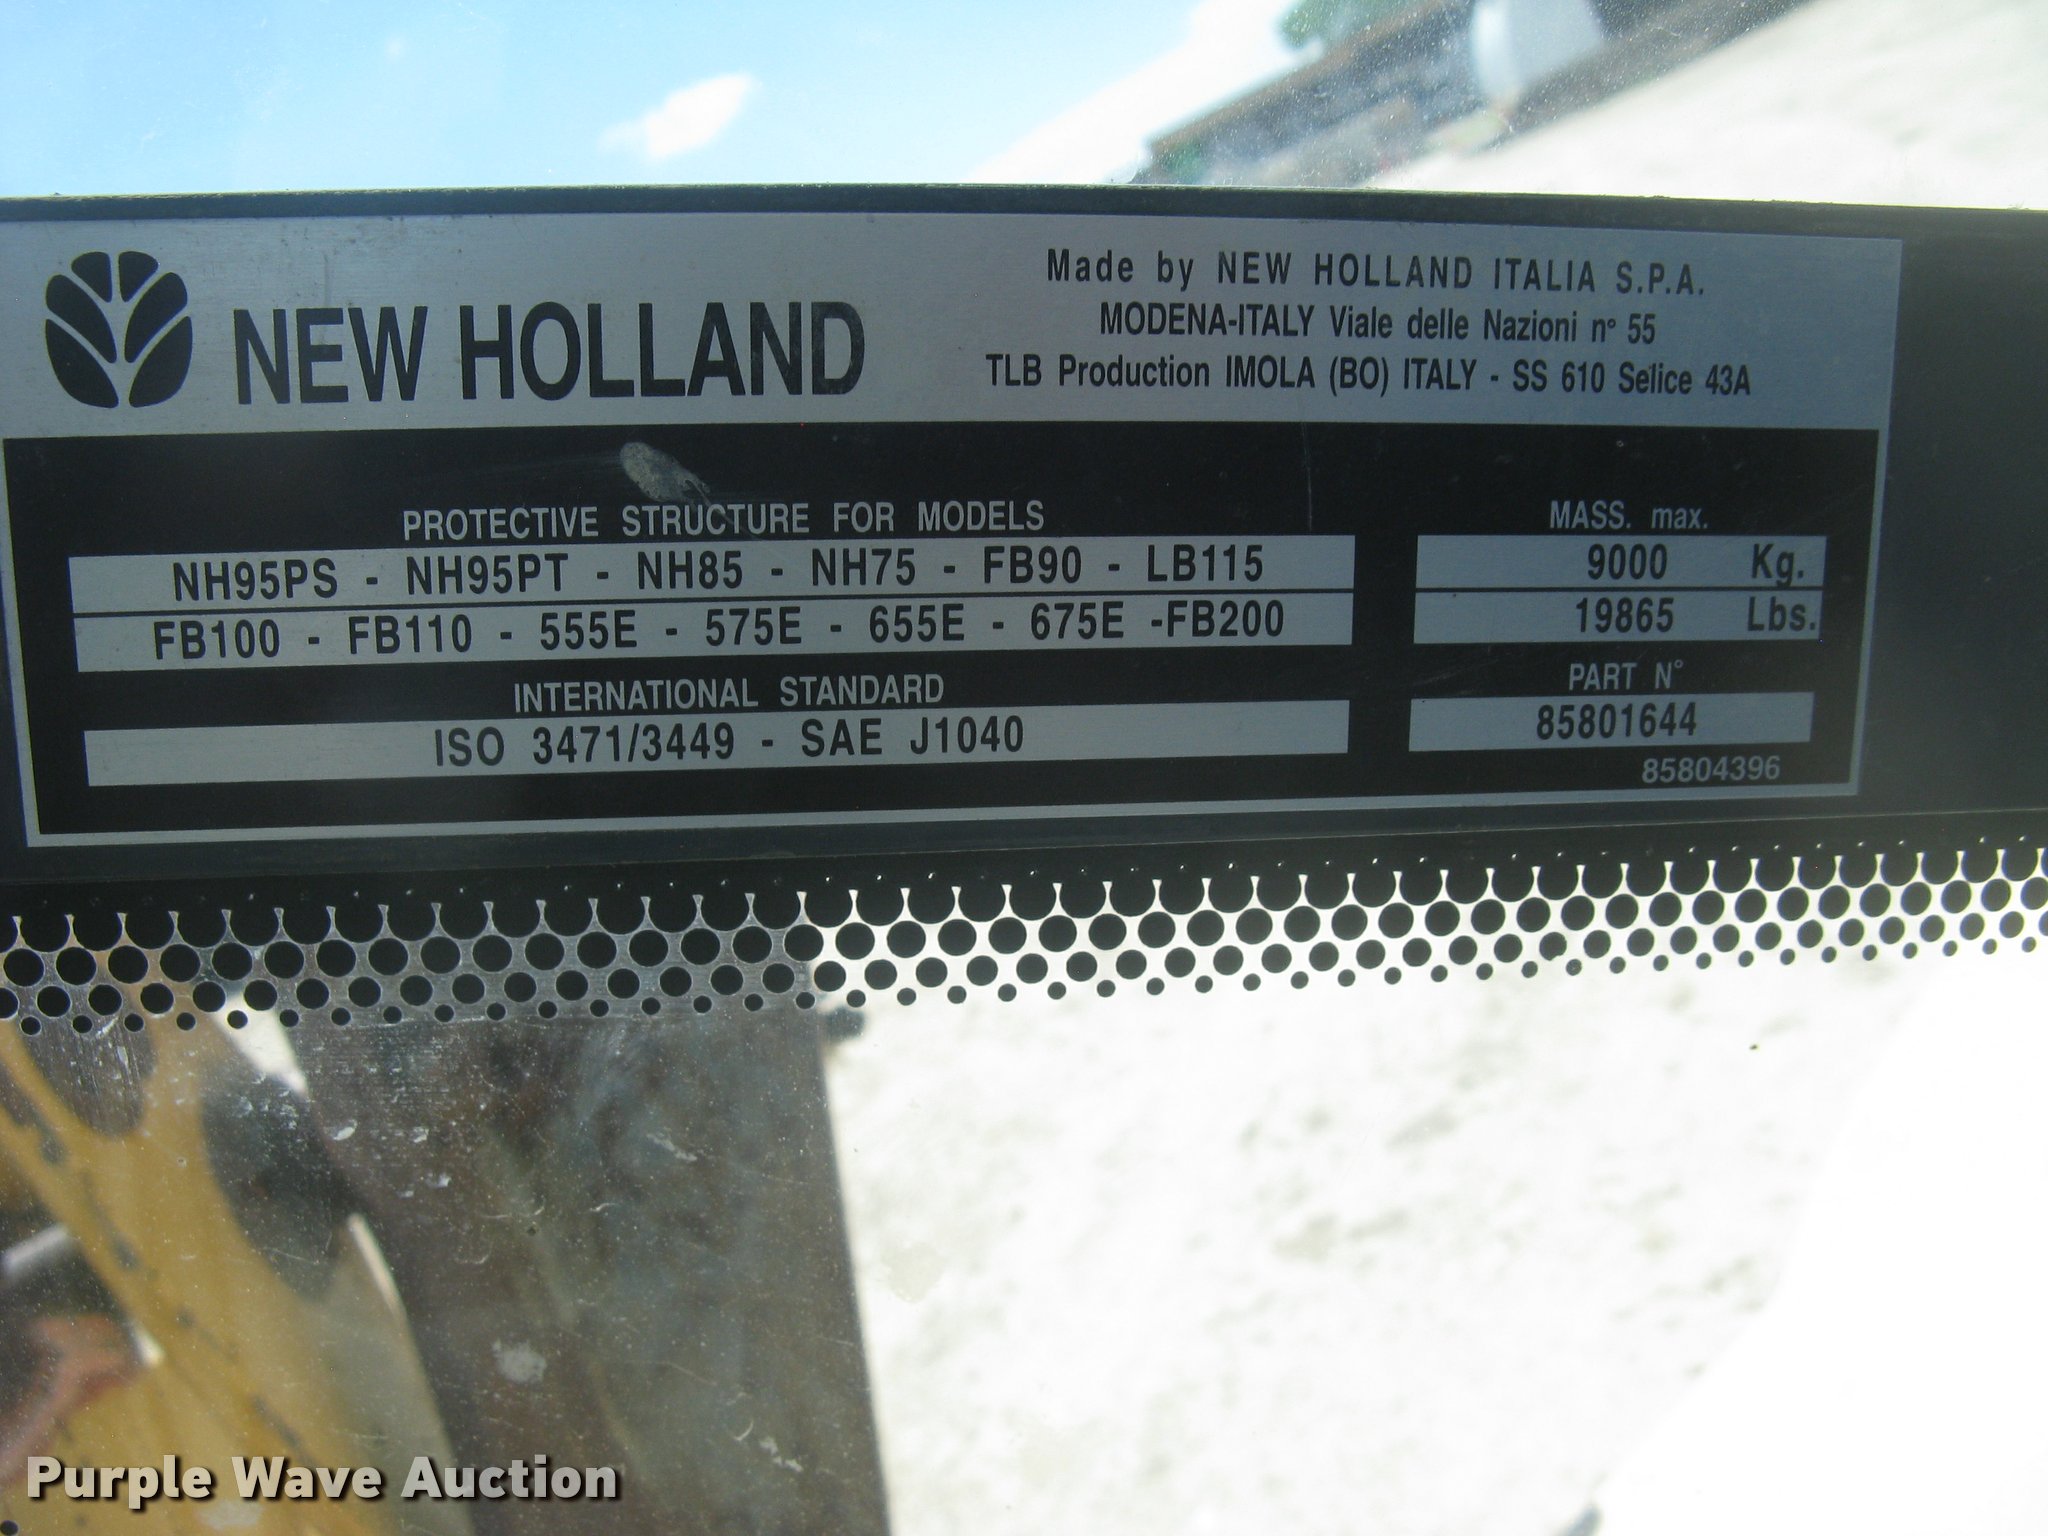 NEW HOLLAND
Made by NEW HOLLAND ITALIA S.P.A.
MODENA-ITALY Viale delle Nazioni n° 55
TLB Production IMOLA (BO) ITALY - SS 610 Selice 43A
PROTECTIVE STRUCTURE FOR MODELS
NH95PS - NH95PT - NH85 - NH75 - FB90 - LB115
FB100 - FB110 - 555E - 575E - 655E - 675E -FB200
INTERNATIONAL STANDARD
ISO 3471/3449 - SAE J1040
MASS. max.
9000 Kg.
19865 Lbs.
PART N°
85801644
85804396
Purple Wave Auction